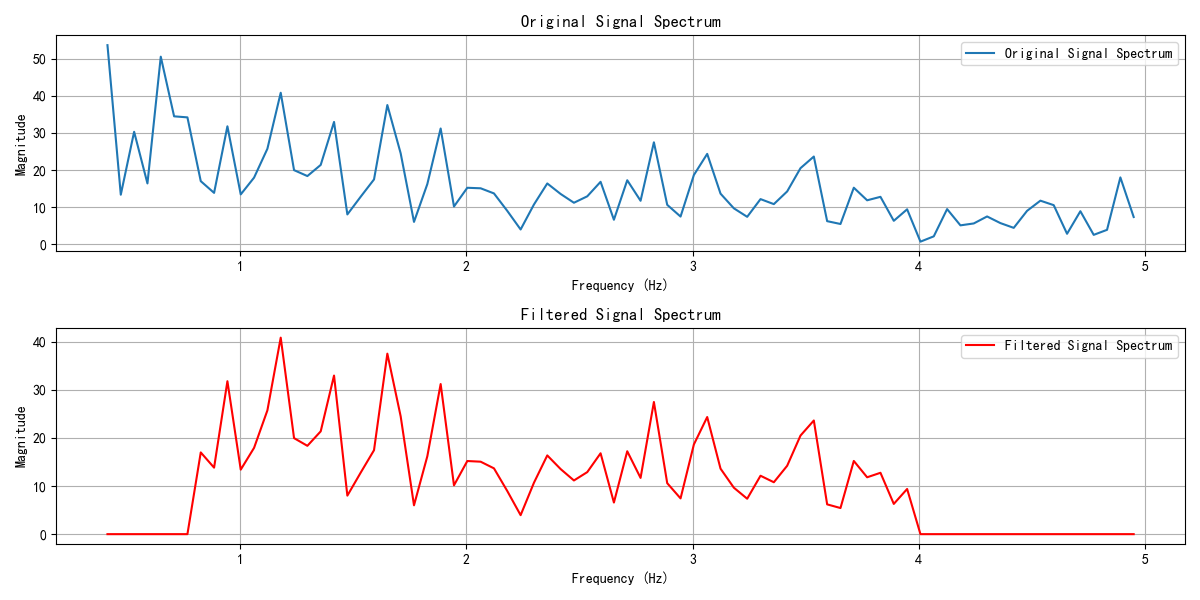 Original Signal Spectrum
Original Signal Spectrum
Magnitude
50
40
30
20
10
0
1 2 3 4 5
Frequency (Hz)
Filtered Signal Spectrum
Filtered Signal Spectrum
Magnitude
40
30
20
10
0
1 2 3 4 5
Frequency (Hz)